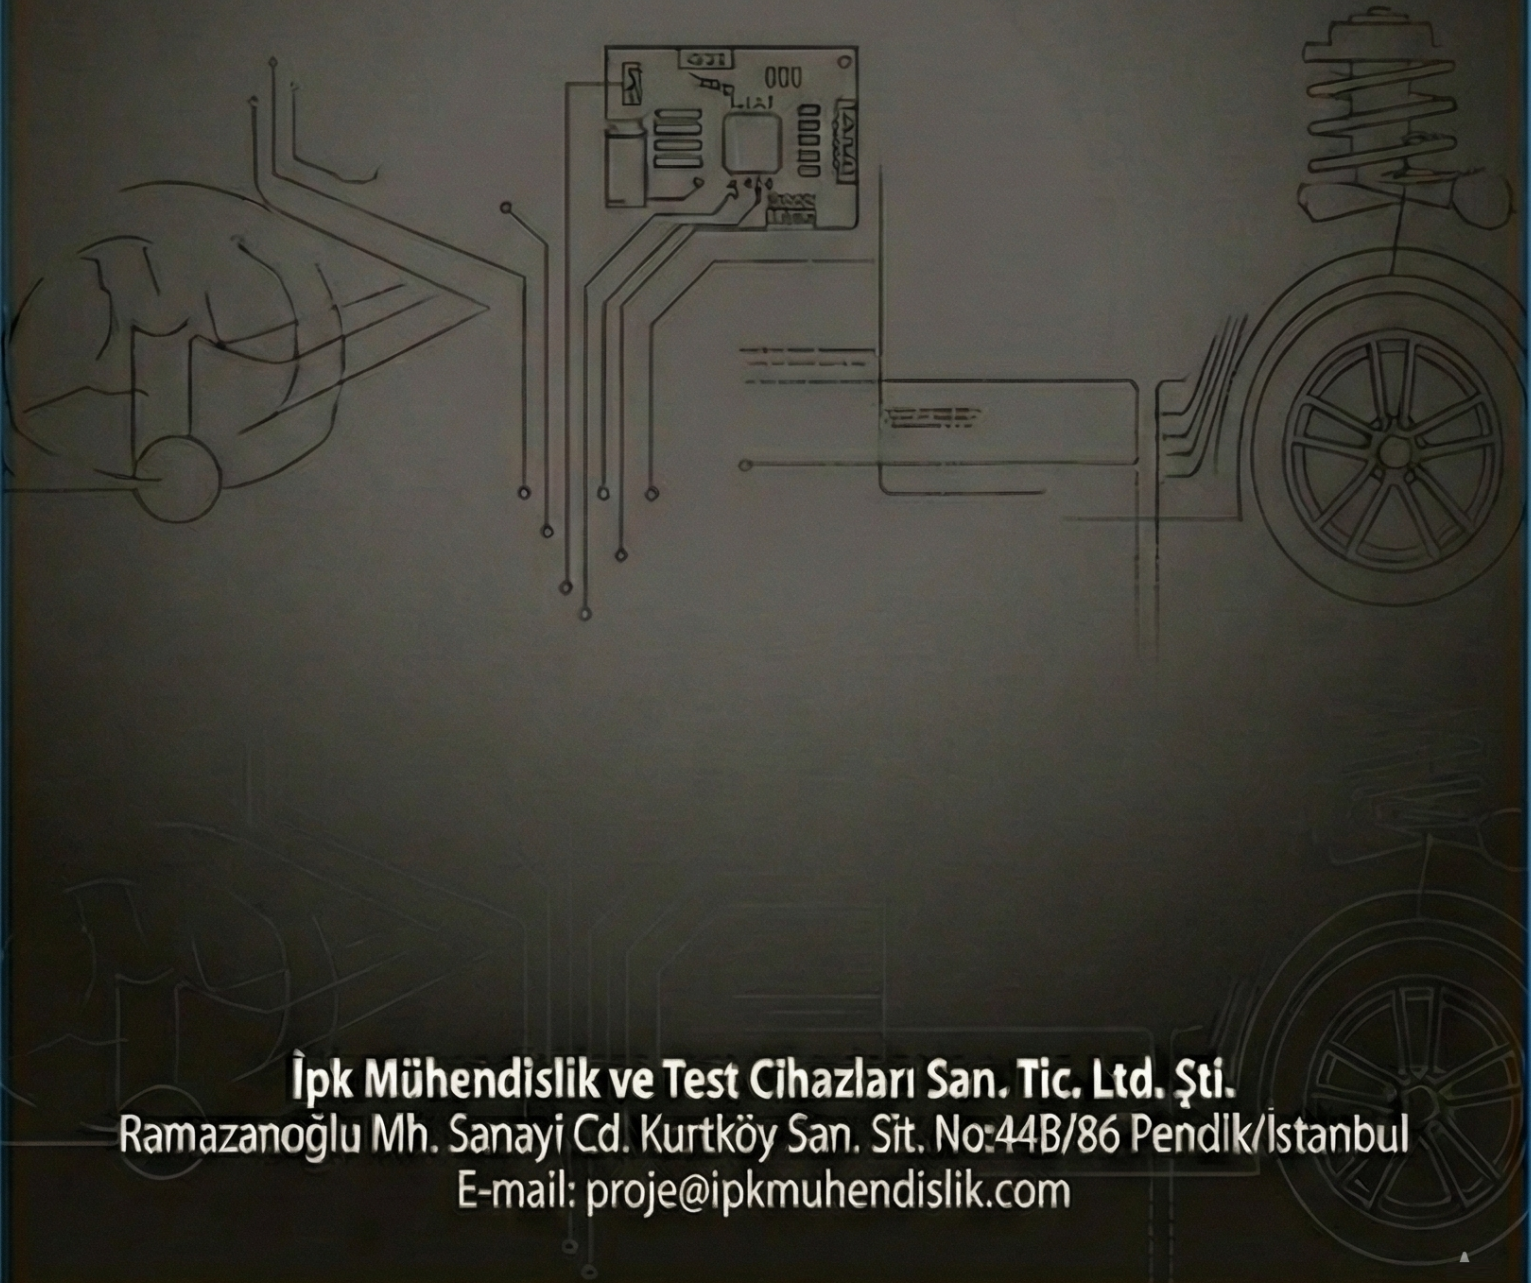 İpk Mühendislik ve Test Cihazları San. Tic. Ltd. Şti.
Ramazanoğlu Mh. Sanayi Cd. Kurtköy San. Sit. No:44B/86 Pendik/İstanbul
E-mail: proje@ipkmuhendislik.com